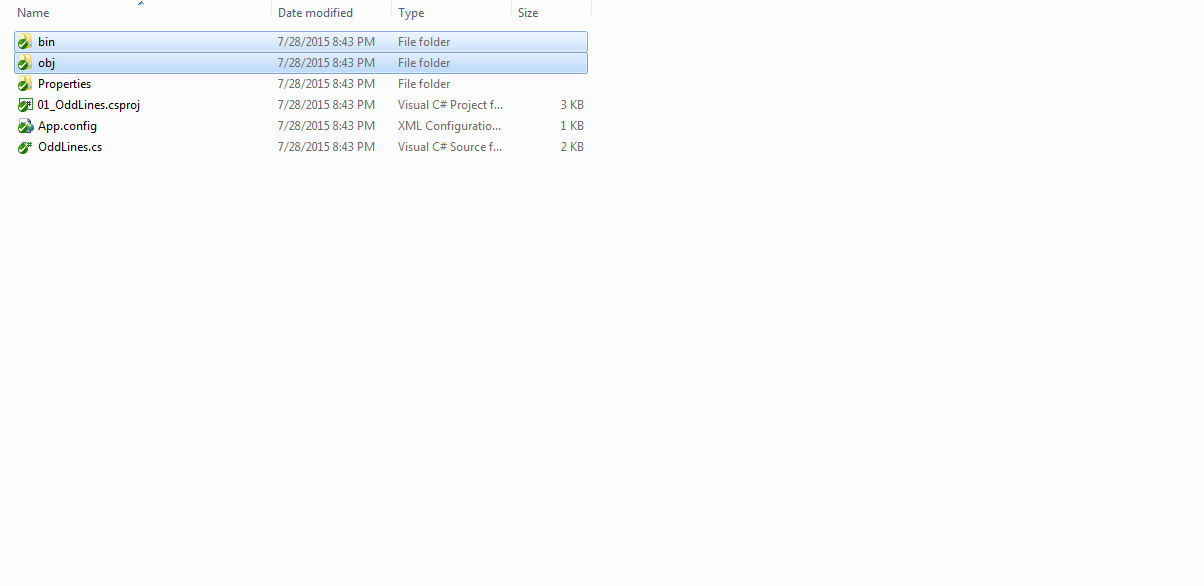 Name Date modified Type Size
bin 7/28/2015 8:43 PM File folder
obj 7/28/2015 8:43 PM File folder
Properties 7/28/2015 8:43 PM File folder
01_OddLines.csproj 7/28/2015 8:43 PM Visual C# Project f... 3 KB
App.config 7/28/2015 8:43 PM XML Configuratio... 1 KB
OddLines.cs 7/28/2015 8:43 PM Visual C# Source f... 2 KB